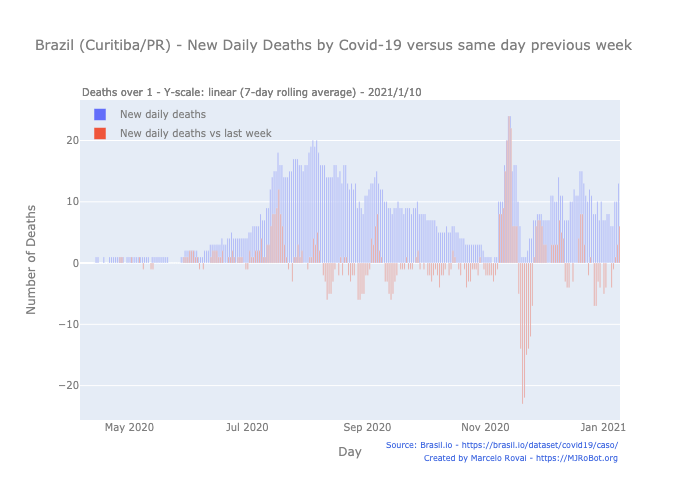 Brazil (Curitiba/PR) - New Daily Deaths by Covid-19 versus same day previous week
Deaths over 1 - Y-scale: linear (7-day rolling average) - 2021/1/10
New daily deaths
New daily deaths vs last week
20
10
0
−10
−20
Number of Deaths
May 2020
Jul 2020
Sep 2020
Nov 2020
Jan 2021
Day
Source: Brasil.io - https://brasil.io/dataset/covid19/caso/
Created by Marcelo Rovai - https://MJRoBot.org